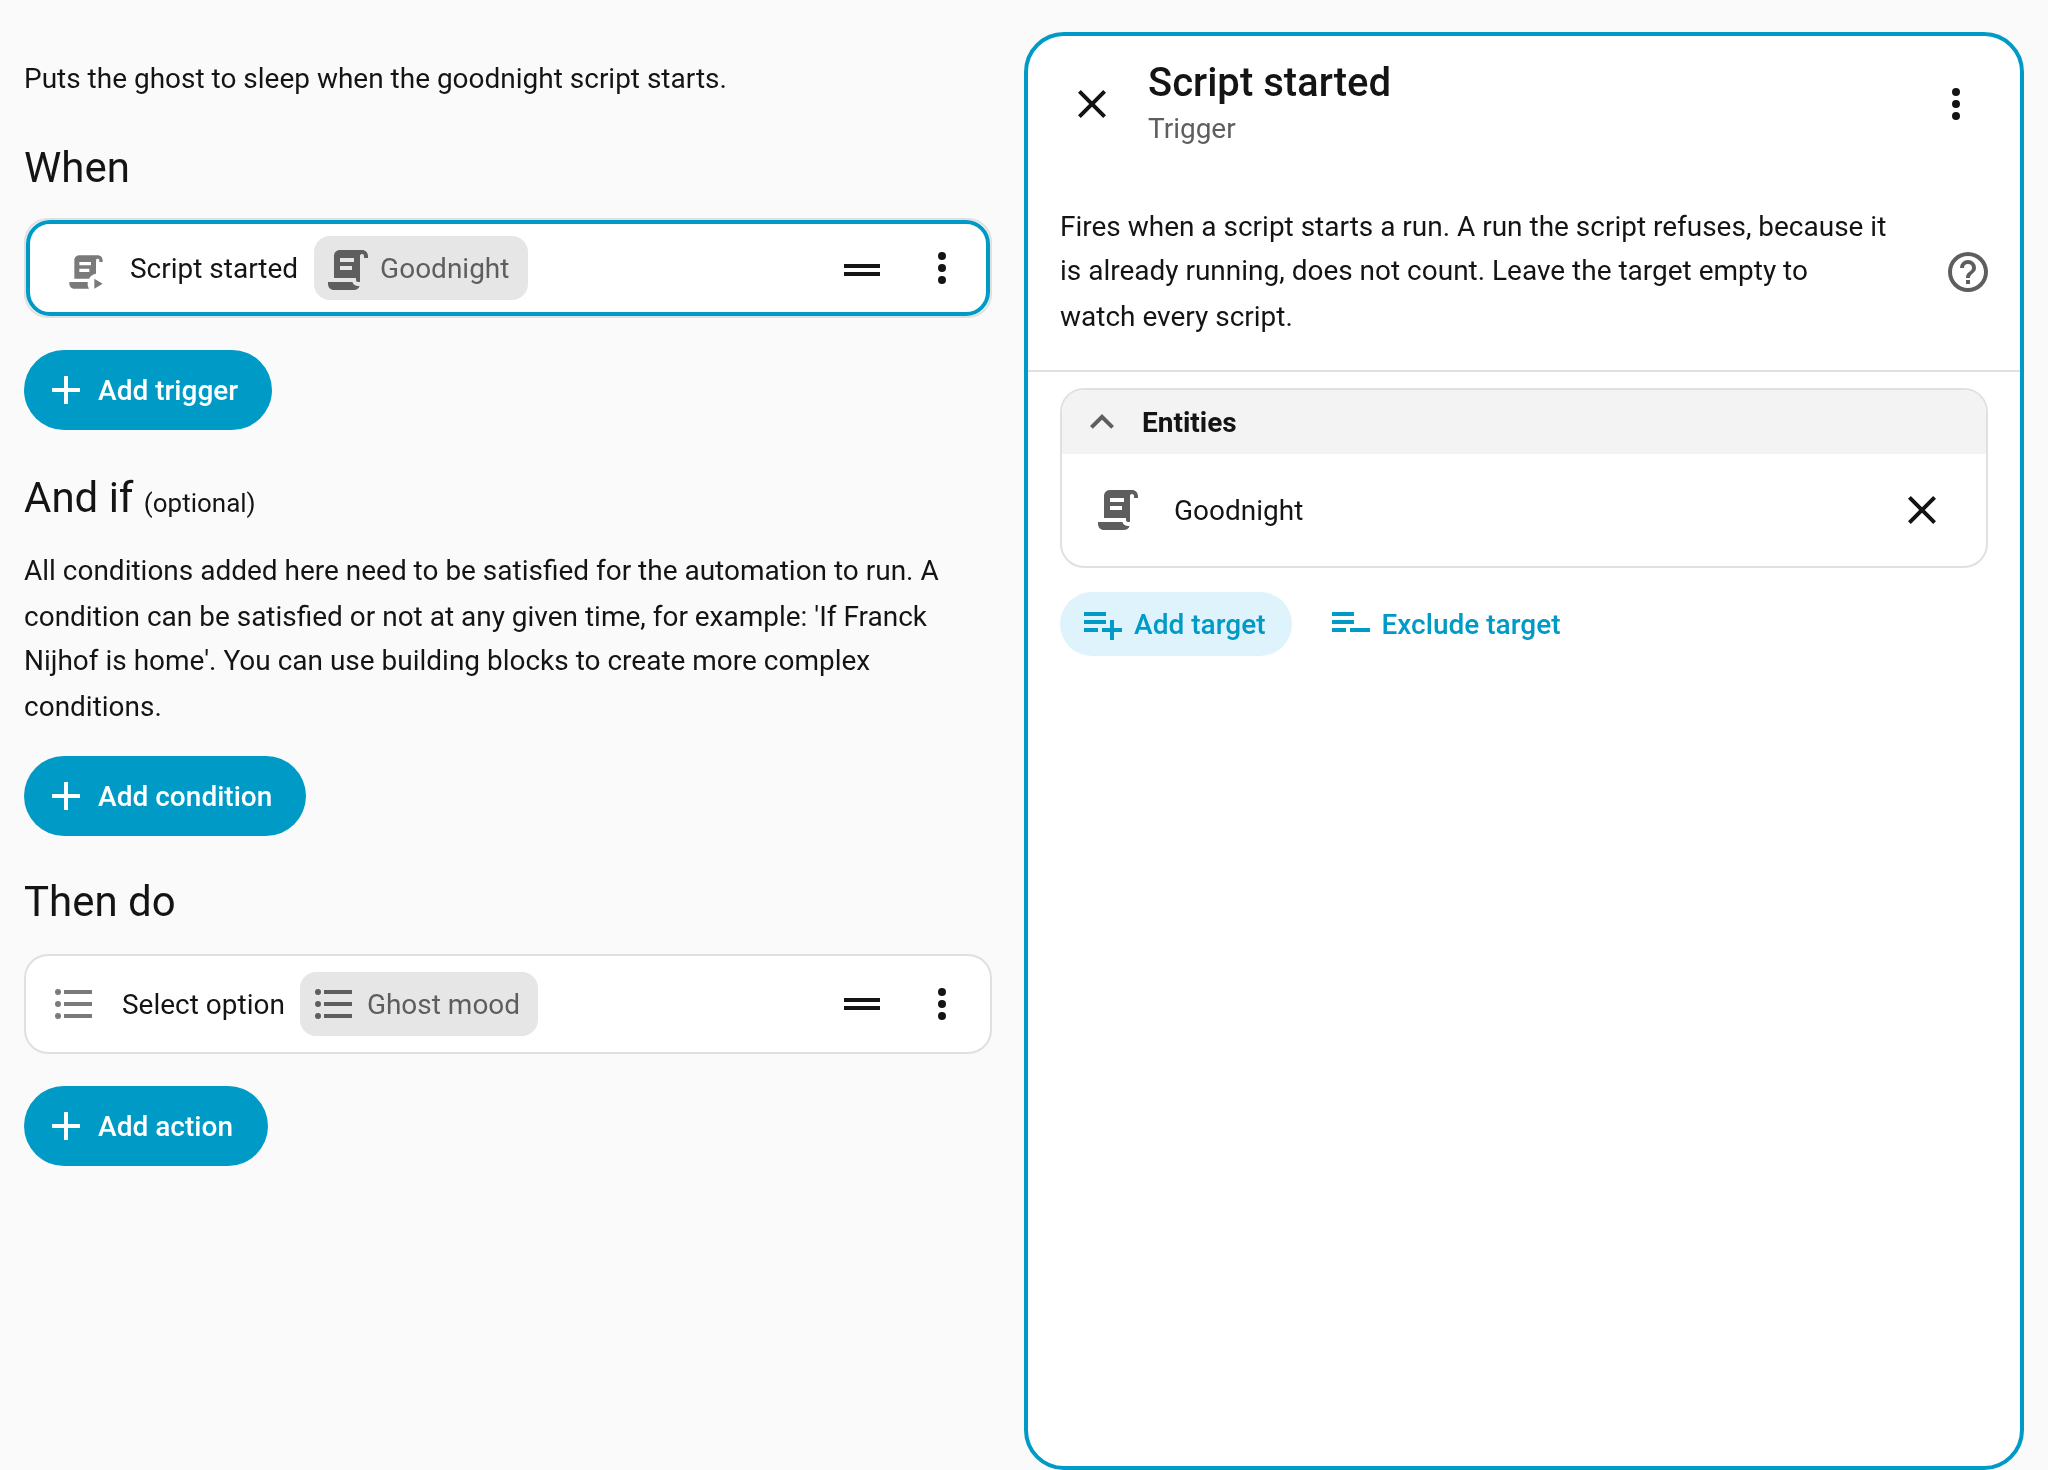 Puts the ghost to sleep when the goodnight script starts.
When
Script started Goodnight
Add trigger
And if (optional)
All conditions added here need to be satisfied for the automation to run. A
condition can be satisfied or not at any given time, for example: 'If Franck
Nijhof is home'. You can use building blocks to create more complex
conditions.
Add condition
Then do
Select option Ghost mood
Add action
Script started
Trigger
Fires when a script starts a run. A run the script refuses, because it
is already running, does not count. Leave the target empty to
watch every script.
Entities
Goodnight
Add target Exclude target